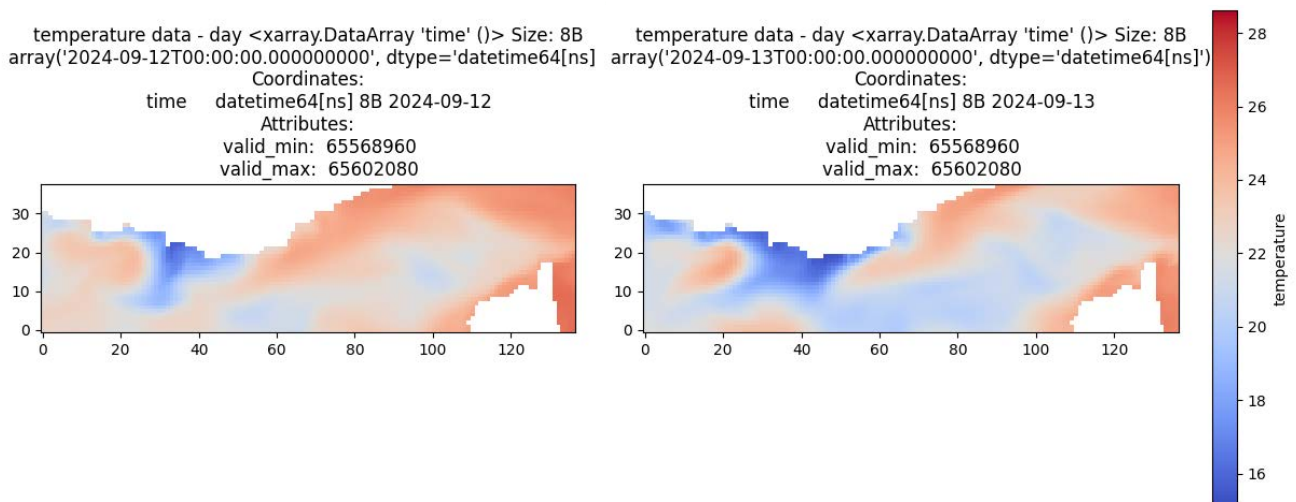 temperature data - day <xarray.DataArray 'time' ()> Size: 8B
array('2024-09-12T00:00:00.000000000', dtype='datetime64[ns]
Coordinates:
time datetime64[ns] 8B 2024-09-12
Attributes:
valid_min: 65568960
valid_max: 65602080
30
20
10
0
0 20 40 60 80 100 120
temperature data - day <xarray.DataArray 'time' ()> Size: 8B
array('2024-09-13T00:00:00.000000000', dtype='datetime64[ns]')
Coordinates:
time datetime64[ns] 8B 2024-09-13
Attributes:
valid_min: 65568960
valid_max: 65602080
30
20
10
0
0 20 40 60 80 100 120
28
26
24
22
20
18
16
temperature